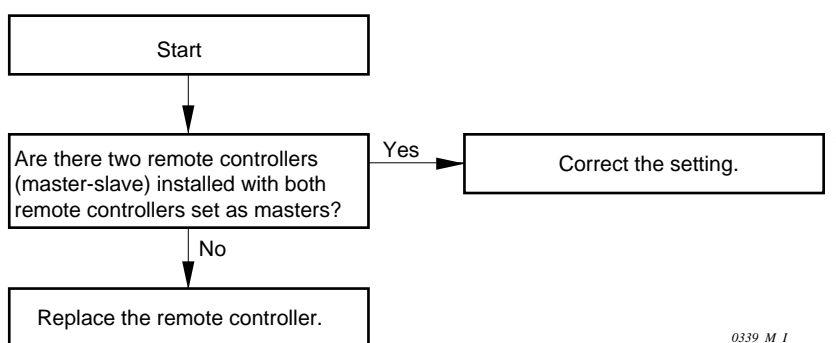 Start
Are there two remote controllers
(master-slave) installed with both
remote controllers set as masters?
Yes
Correct the setting.
No
Replace the remote controller.
0339_M_I